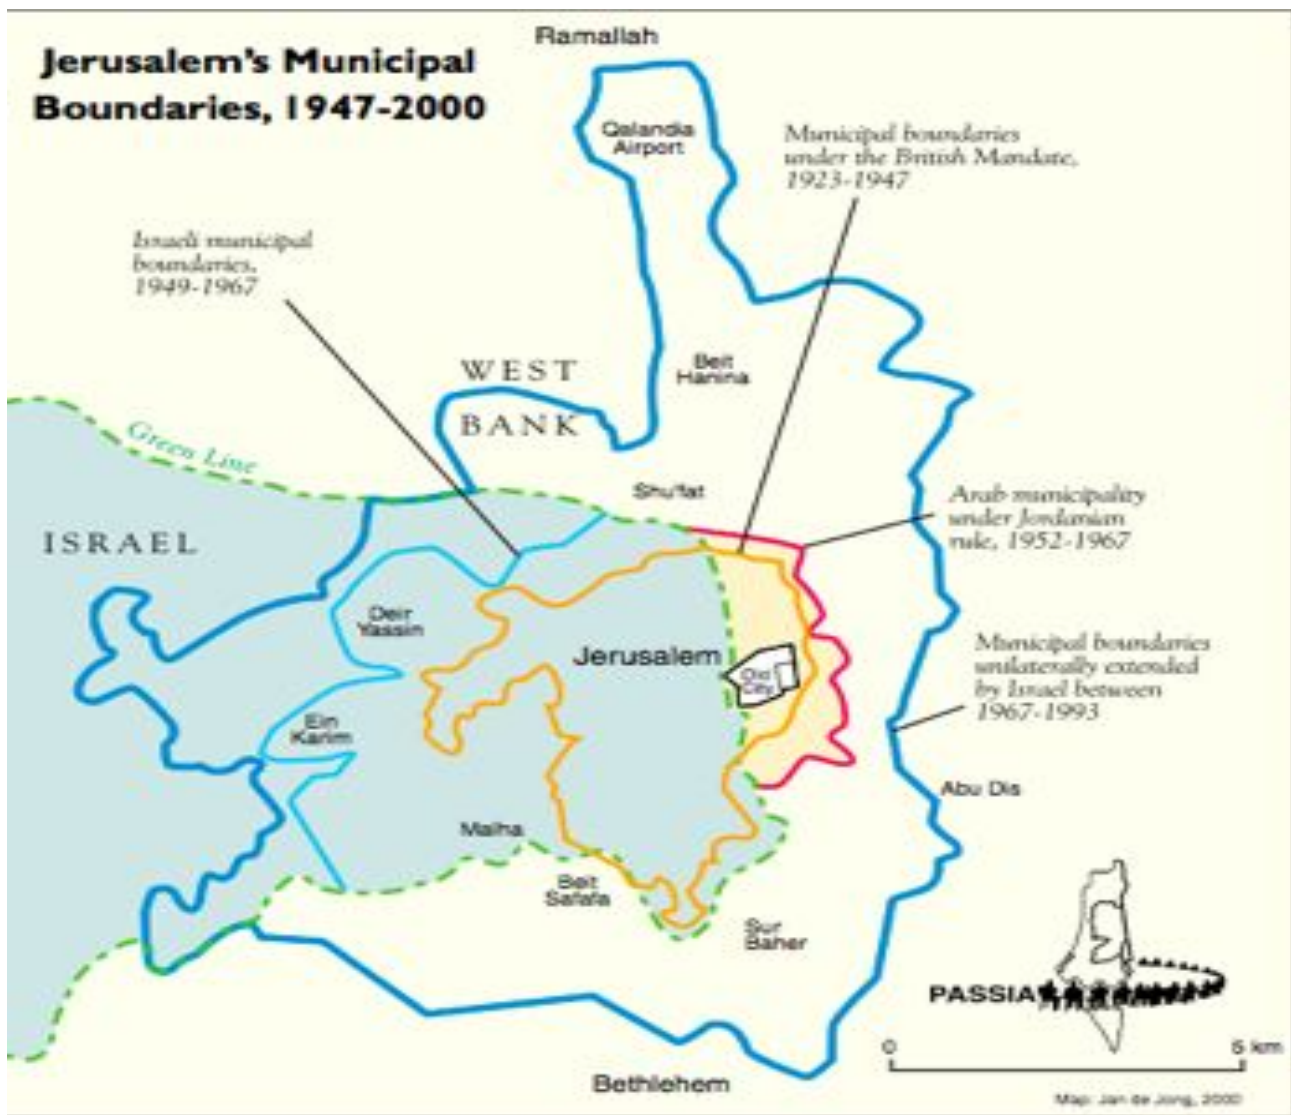 Jerusalem's Municipal
Boundaries, 1947-2000
Ramallah
Qalandia
Airport
Municipal boundaries
under the British Mandate,
1923-1947
Israeli municipal
boundaries,
1949-1967
WEST
BANK
Beit
Hanina
Green Line
Shu'fat
Arab municipality
under Jordanian
rule, 1952-1967
ISRAEL
Deir
Yassin
Jerusalem
Old
City
Municipal boundaries
unilaterally extended
by Israel between
1967-1993
Ein
Karim
Abu Dis
Malha
Beit
Safafa
Sur
Baher
PASSIA
Bethlehem
0 5 km
Map: Jan de Jong, 2000